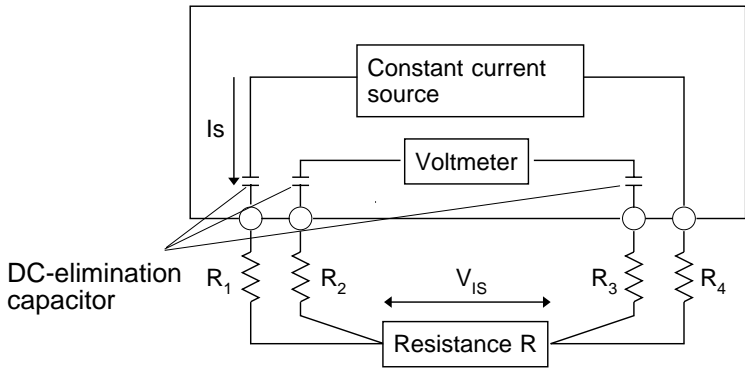 Constant current
source
Is
Voltmeter
DC-elimination
capacitor
R1
R2
VIS
R3
R4
Resistance R